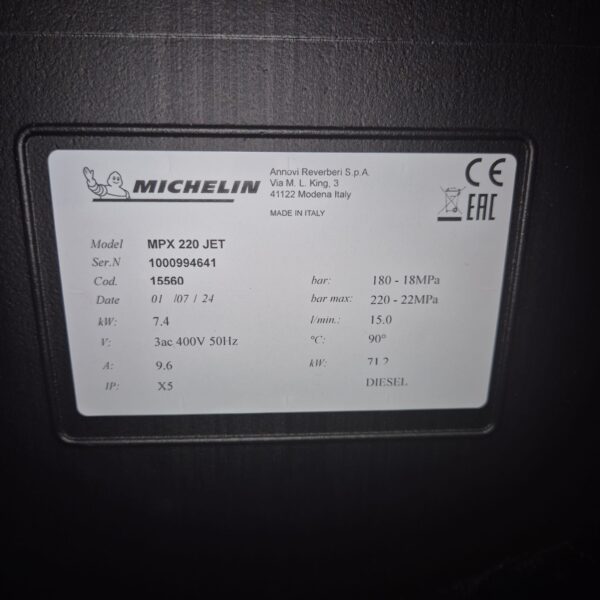 MICHELIN
Annovi Reverberi S.p.A.
Via M. L. King, 3
41122 Modena Italy
MADE IN ITALY
CE
EAC
Model MPX 220 JET
Ser.N 1000994641
Cod. 15560
Date 01 /07 / 24
kW: 7.4
V: 3ac 400V 50Hz
A: 9.6
IP: X5
bar: 180 - 18MPa
bar max: 220 - 22MPa
l/min.: 15.0
°C: 90°
kW: 71.2
DIESEL